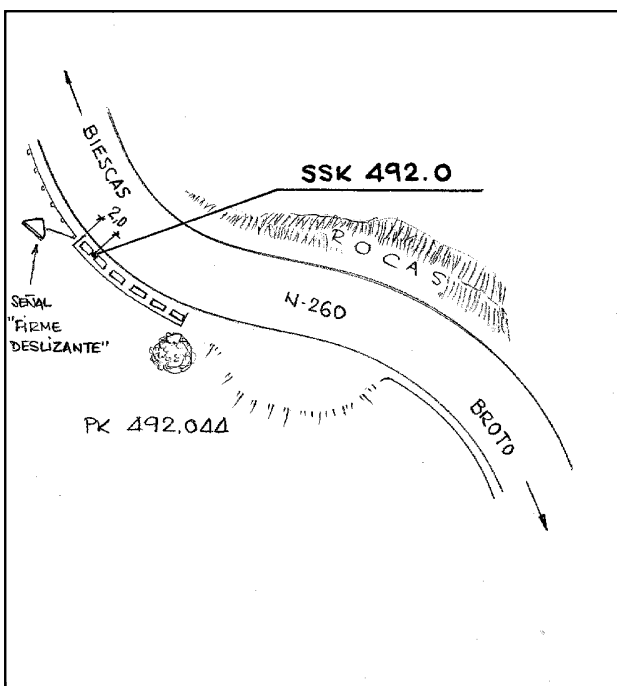 BIESCAS
SSK 492.0
2,0
ROCAS
SEÑAL
"FIRME
DESLIZANTE"
N-260
PK 492,044
BROTO